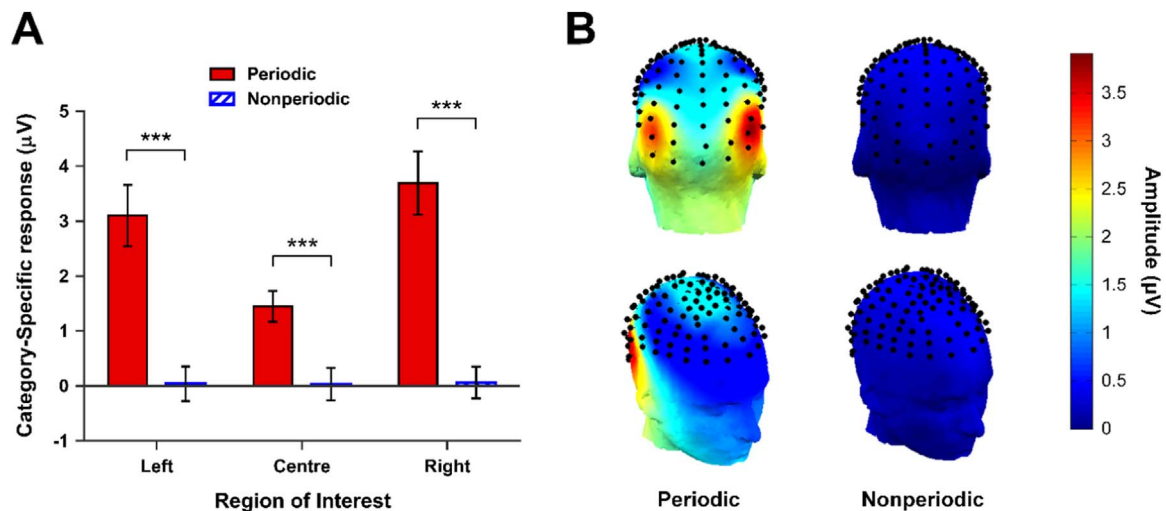 A
Periodic
Nonperiodic
Category-Specific response (μV)
5
4
3
2
1
0
-1
***
***
***
Left
Centre
Right
Region of Interest
B
3.5
3
2.5
2
1.5
1
0.5
0
Amplitude (μV)
Periodic
Nonperiodic